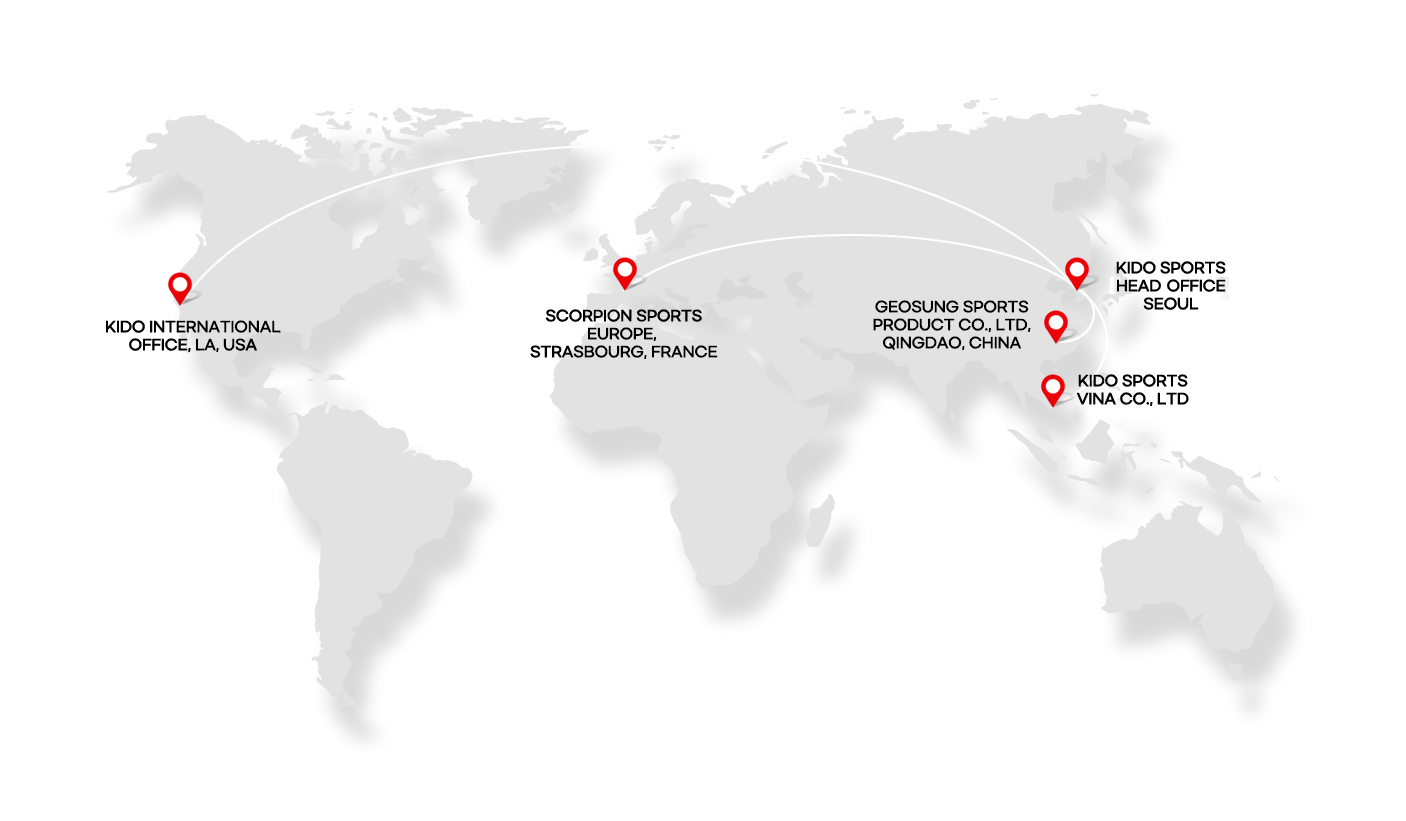 KIDO INTERNATIONAL
OFFICE, LA, USA
SCORPION SPORTS
EUROPE,
STRASBOURG, FRANCE
GEOSUNG SPORTS
PRODUCT CO., LTD,
QINGDAO, CHINA
KIDO SPORTS
HEAD OFFICE
SEOUL
KIDO SPORTS
VINA CO., LTD